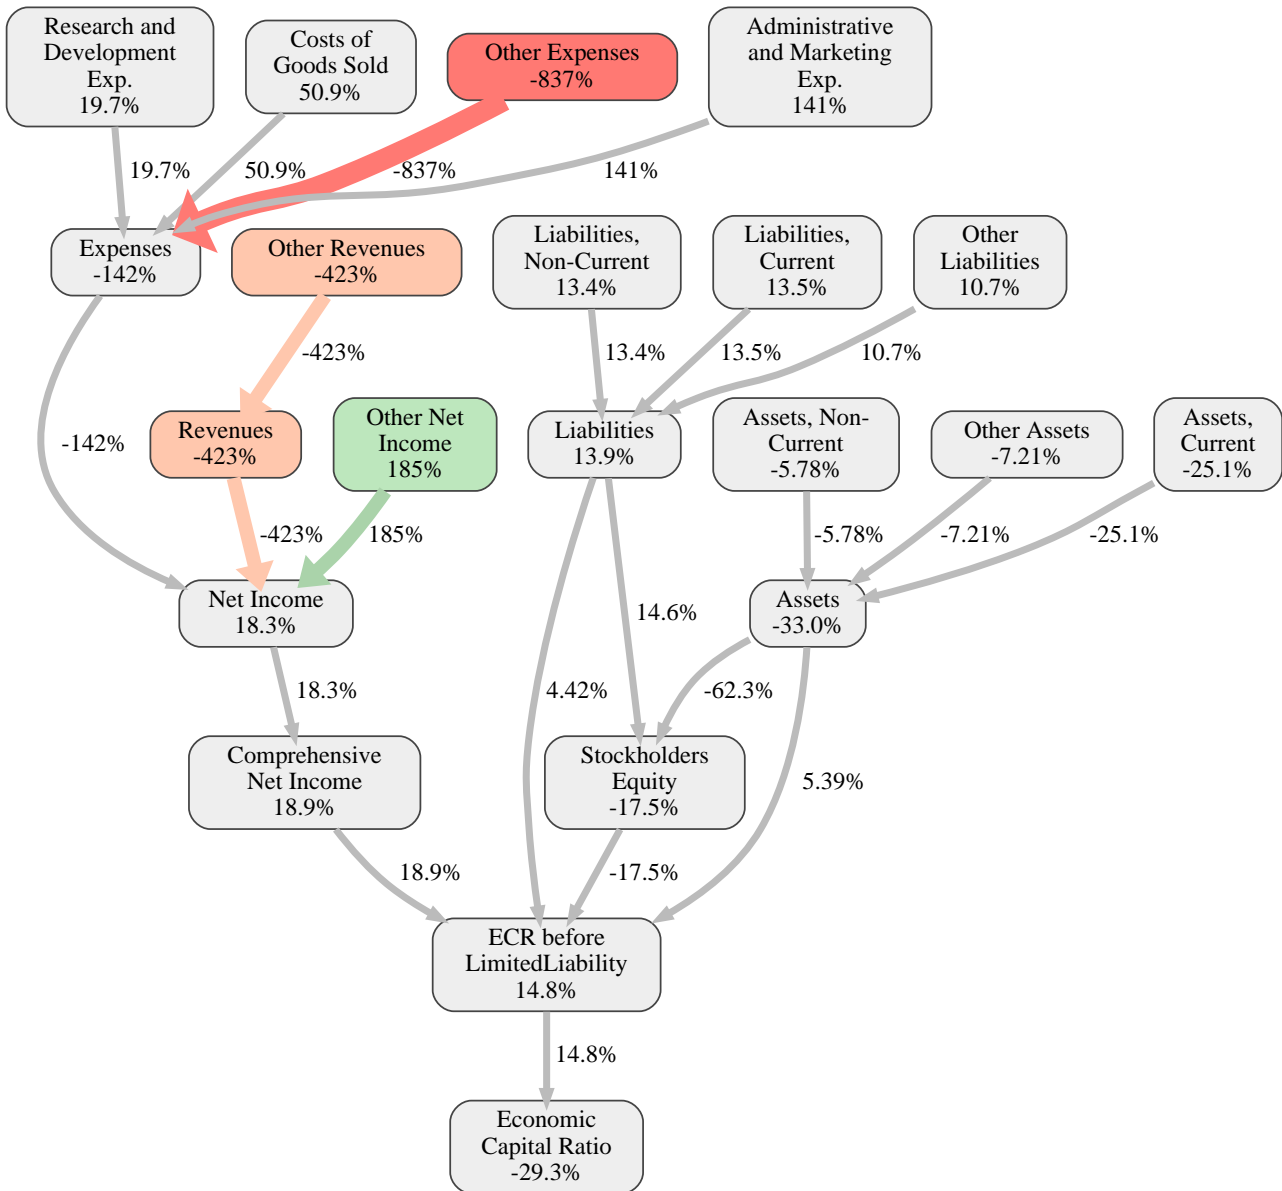 Research and
Development
Exp.
19.7%
Costs of
Goods Sold
50.9%
Other Expenses
-837%
Administrative
and Marketing
Exp.
141%
19.7%
50.9%
-837%
141%
Expenses
-142%
Other Revenues
-423%
Liabilities,
Non-Current
13.4%
Liabilities,
Current
13.5%
Other
Liabilities
10.7%
-423%
13.4%
13.5%
10.7%
-142%
Revenues
-423%
Other Net
Income
185%
Liabilities
13.9%
Assets, Non-
Current
-5.78%
Other Assets
-7.21%
Assets,
Current
-25.1%
-423%
185%
-5.78%
-7.21%
-25.1%
Net Income
18.3%
14.6%
Assets
-33.0%
18.3%
4.42%
-62.3%
Comprehensive
Net Income
18.9%
Stockholders
Equity
-17.5%
5.39%
18.9%
-17.5%
ECR before
LimitedLiability
14.8%
14.8%
Economic
Capital Ratio
-29.3%